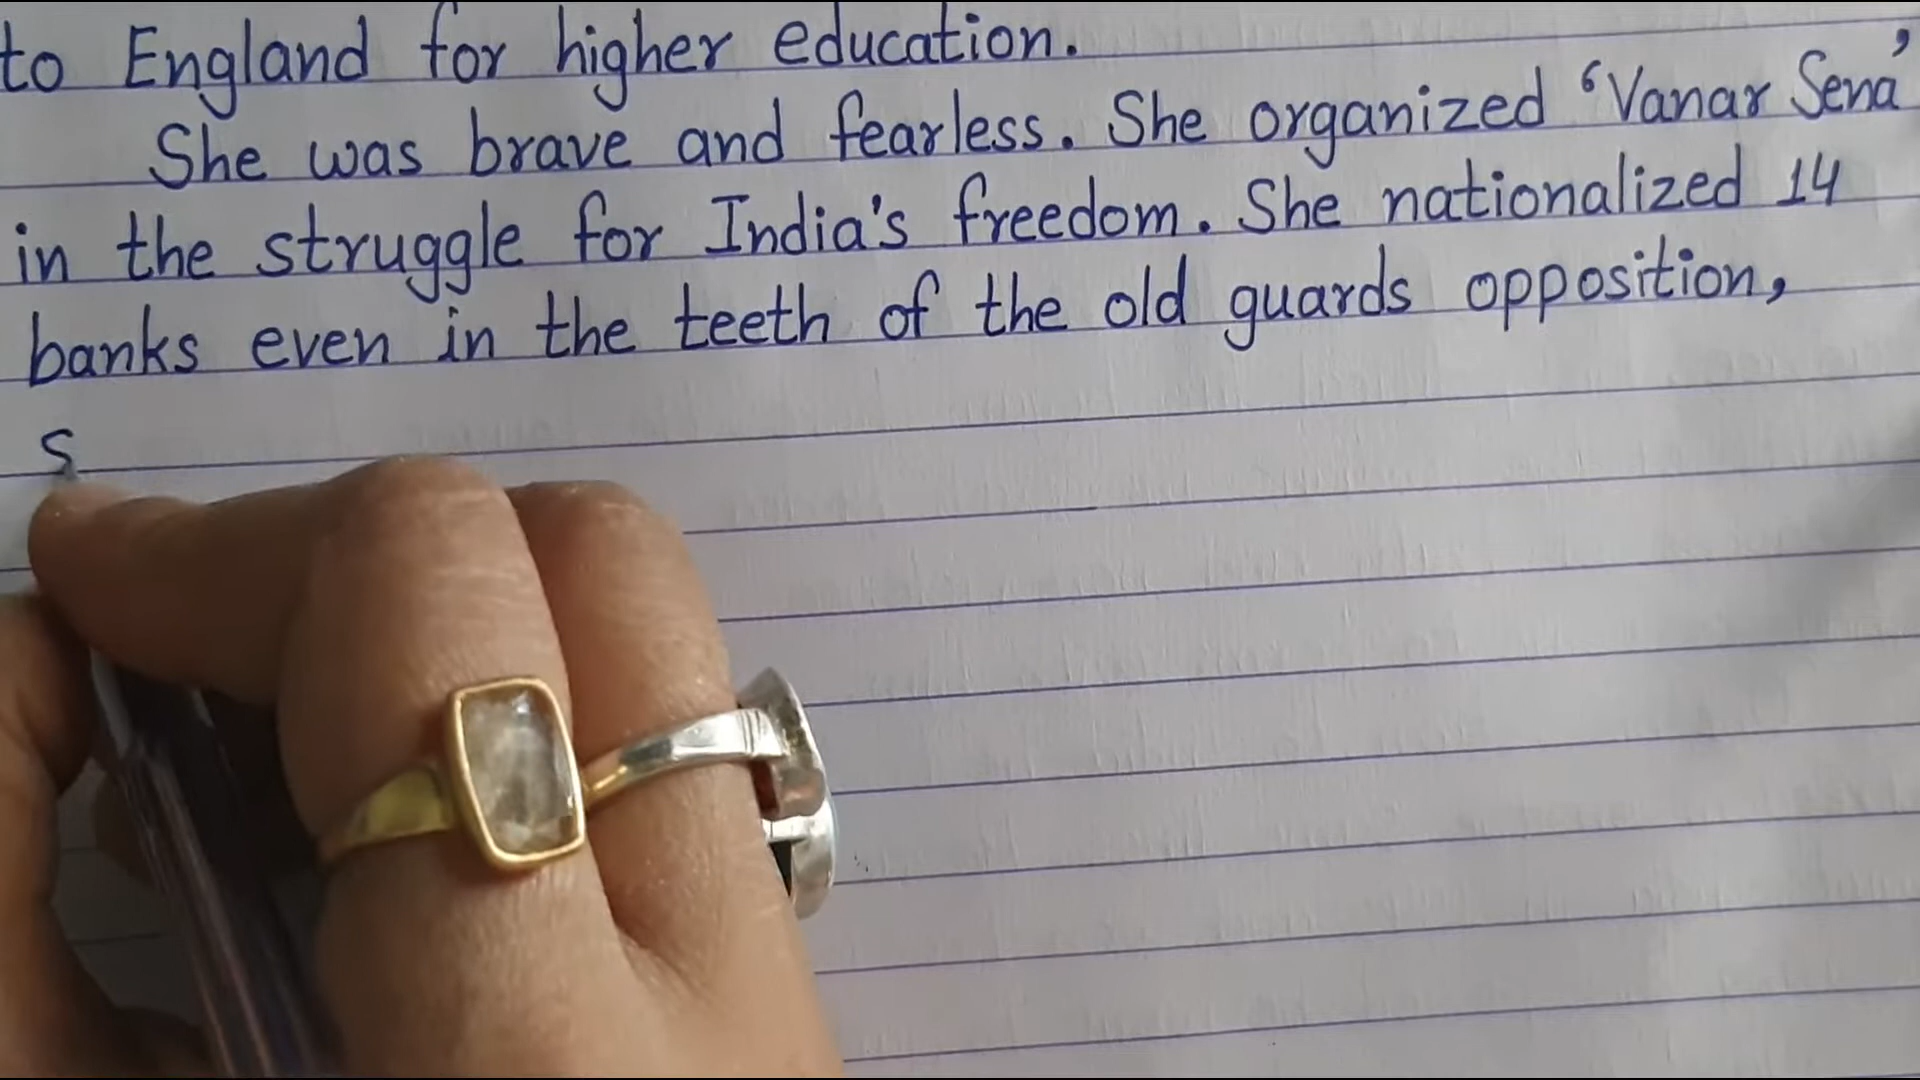 to England for higher education.
She was brave and fearless. She organized ‘Vanar Sena’
in the struggle for India's freedom. She nationalized 14
banks even in the teeth of the old guards opposition,
S